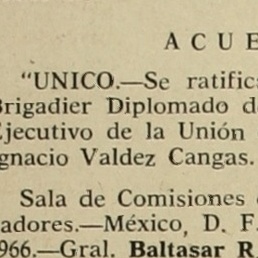 A C U E
"UNICO.—Se ratific
Brigadier Diplomado d
Ejecutivo de la Unión
gnacio Valdez Cangas.
Sala de Comisiones
adores.—México, D. F.
966.—Gral. Baltasar R